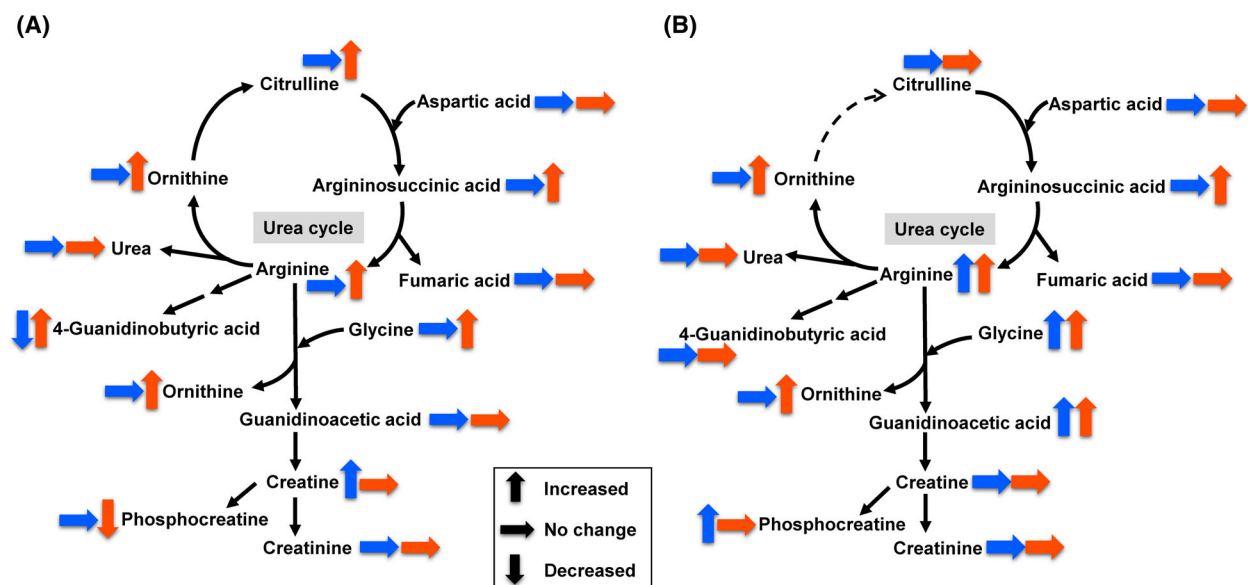 (A)
Citrulline
Aspartic acid
Ornithine
Argininosuccinic acid
Urea cycle
Urea
Arginine
Fumaric acid
4-Guanidinobutyric acid
Glycine
Ornithine
Guanidinoacetic acid
Creatine
Phosphocreatine
Creatinine
Increased
No change
Decreased
(B)
Citrulline
Aspartic acid
Ornithine
Argininosuccinic acid
Urea cycle
Urea
Arginine
Fumaric acid
4-Guanidinobutyric acid
Glycine
Ornithine
Guanidinoacetic acid
Creatine
Phosphocreatine
Creatinine